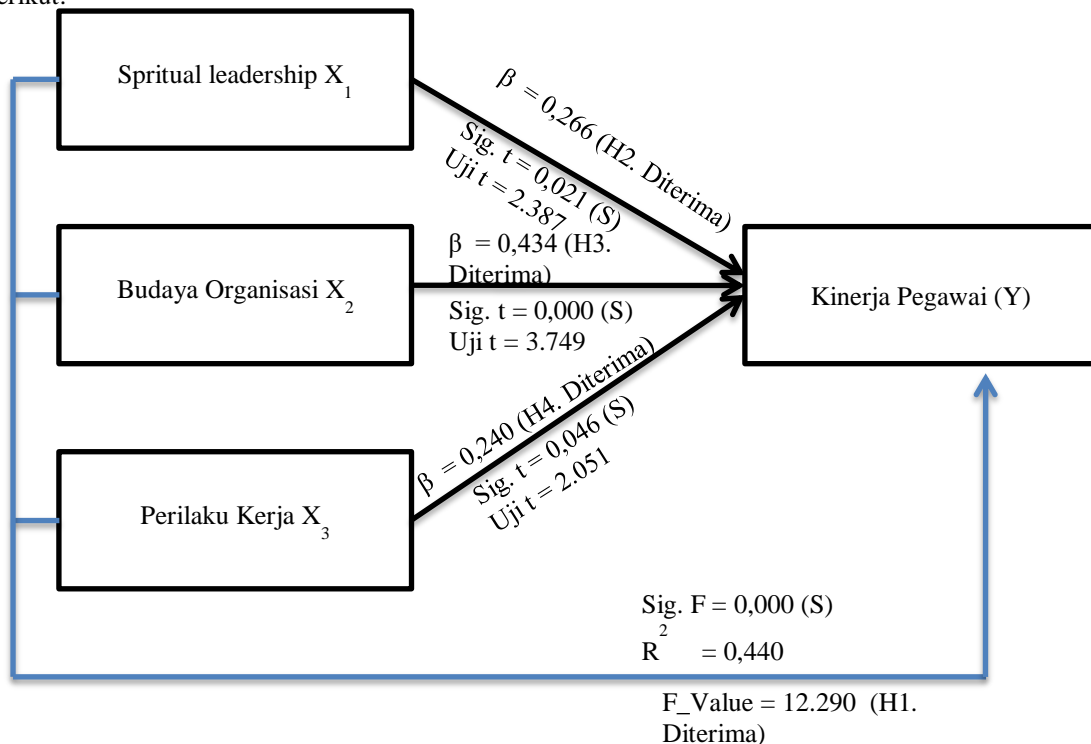 Spritual leadership X1
β = 0,266 (H2. Diterima)
Sig. t = 0,021 (S)
Uji t = 2.387
Budaya Organisasi X2
β = 0,434 (H3.
Diterima)
Sig. t = 0,000 (S)
Uji t = 3.749
Kinerja Pegawai (Y)
Perilaku Kerja X3
β = 0,240 (H4. Diterima)
Sig. t = 0,046 (S)
Uji t = 2.051
Sig. F = 0,000 (S)
R2 = 0,440
F_Value = 12.290 (H1.
Diterima)